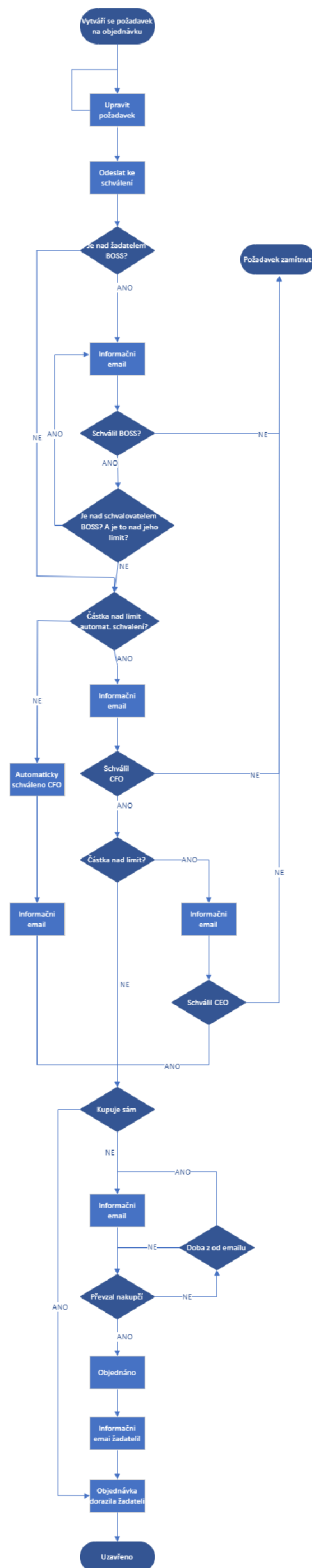 Vytváří se požadavek
na objednávku
Upravit
požadavek
Odeslat ke
schválení
Je nad žadatelem
BOSS?
Požadavek zamítnut
ANO
Informační
email
NE
ANO
Schválil BOSS?
NE
ANO
Je nad schvalovatelem
BOSS? A je to nad jeho
limit?
NE
Částka nad limit
automat. schvalení?
ANO
NE
Informační
email
Automaticky
schváleno CFO
Schválil
CFO
NE
ANO
Částka nad limit?
ANO
NE
Informační
email
Informační
email
NE
Schválil CEO
ANO
Kupuje sám
NE
ANO
Informační
email
NE
Doba z od emailu
ANO
Převzal nakupčí
NE
ANO
Objednáno
Informační
emai žadateli
Objednávka
dorazila žadateli
Uzavřeno